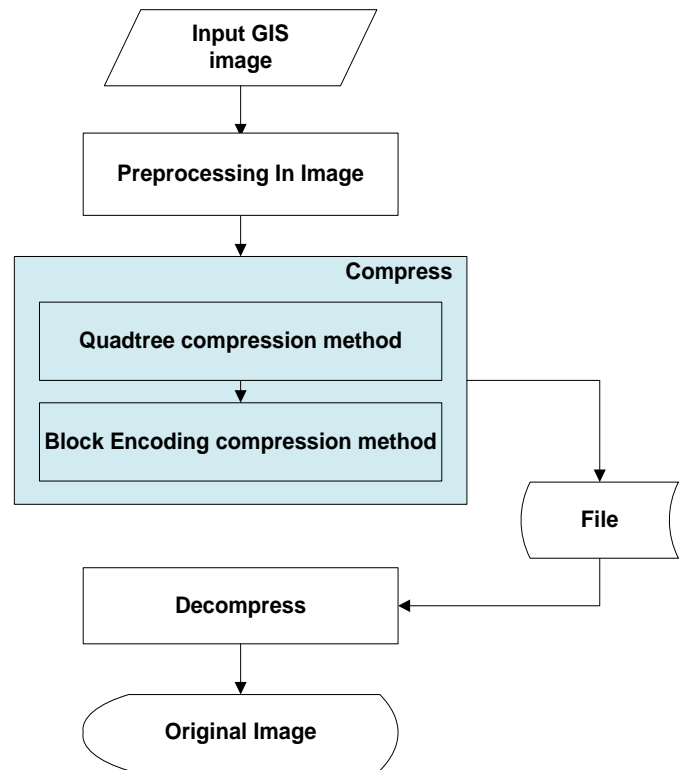 Input GIS
image
Preprocessing In Image
Compress
Quadtree compression method
Block Encoding compression method
File
Decompress
Original Image